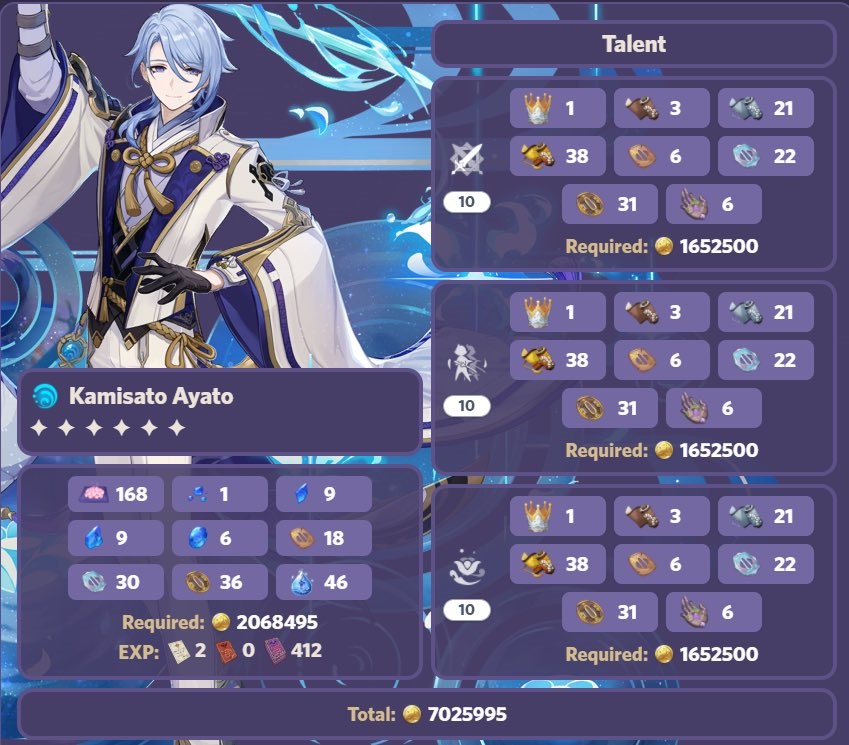 Talent
1 3 21
38 6 22
10
31 6
Required: 1652500
1 3 21
38 6 22
10
31 6
Required: 1652500
1 3 21
38 6 22
10
31 6
Required: 1652500
Kamisato Ayato
168 1 9
9 6 18
30 36 46
Required: 2068495
EXP: 2 0 412
Total: 7025995